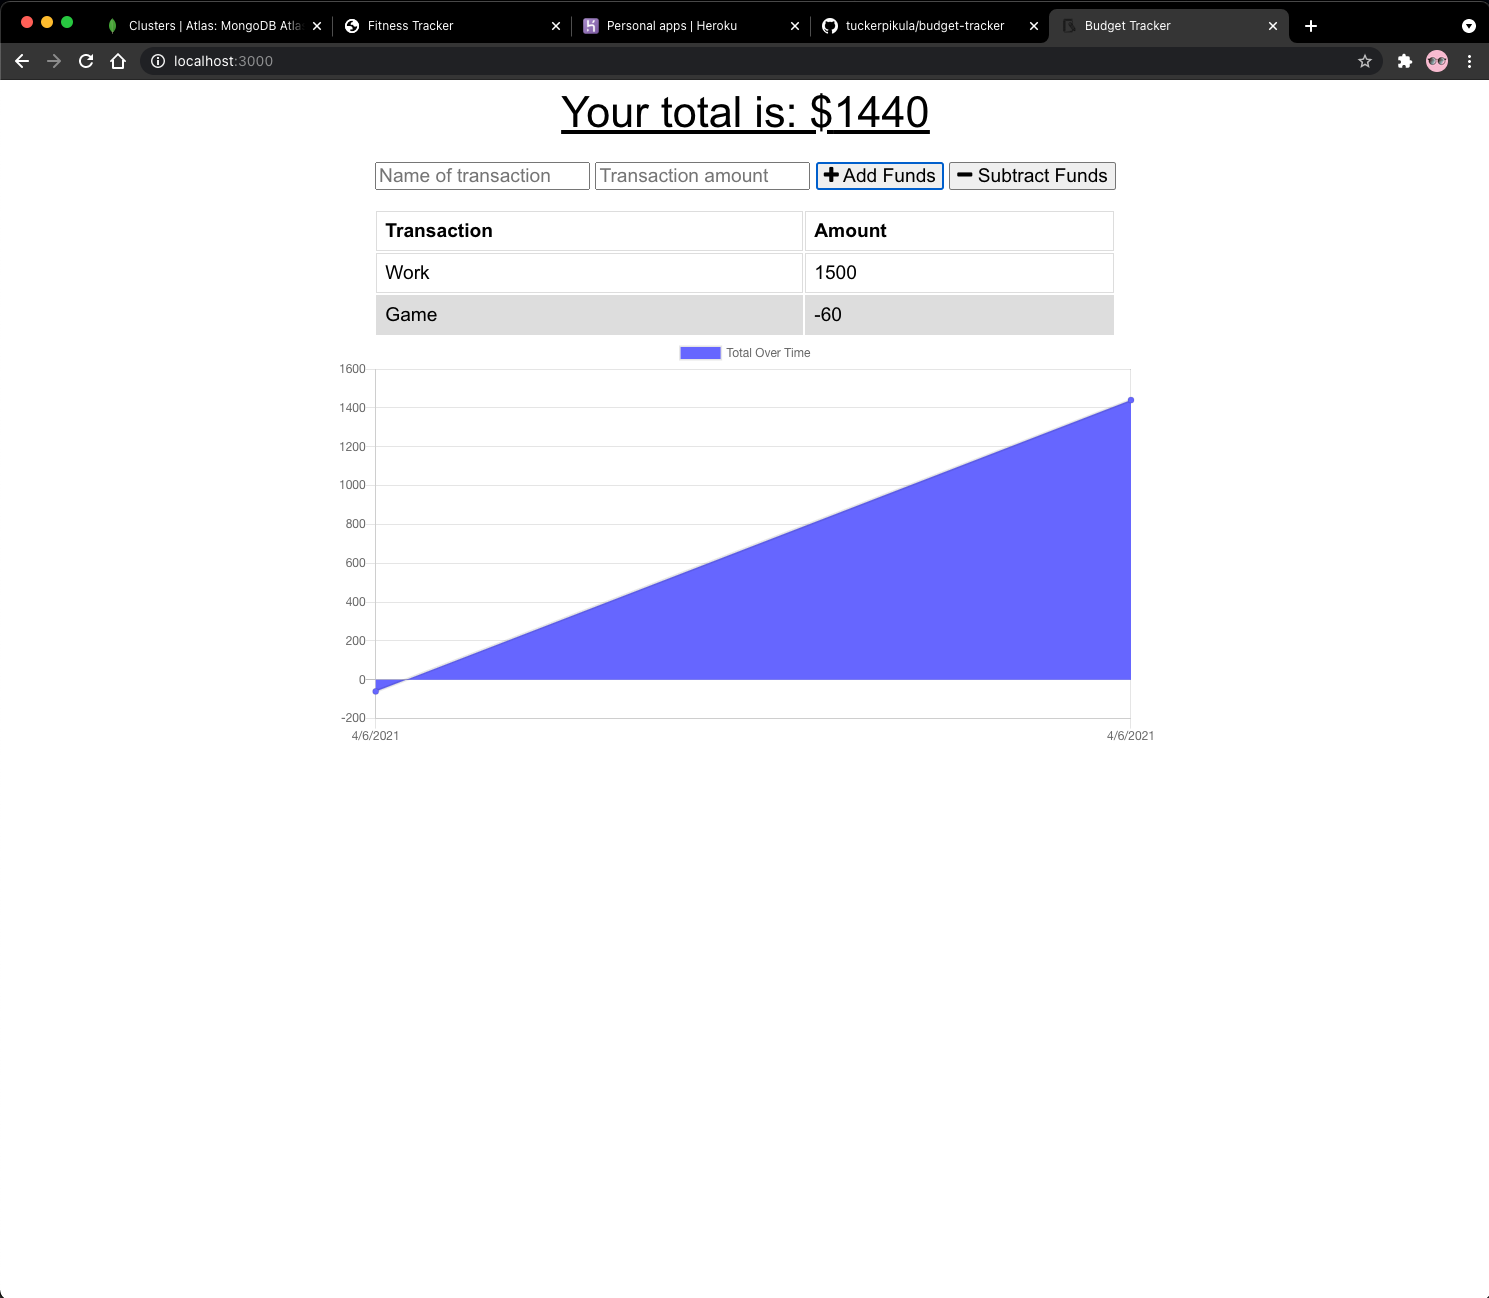 Clusters | Atlas: MongoDB Atla
Fitness Tracker
Personal apps | Heroku
tuckerpikula/budget-tracker
Budget Tracker
localhost:3000
Your total is: $1440
Name of transaction Transaction amount Add Funds Subtract Funds
Transaction Amount
Work 1500
Game -60
Total Over Time
1600
1400
1200
1000
800
600
400
200
0
-200
4/6/2021 4/6/2021